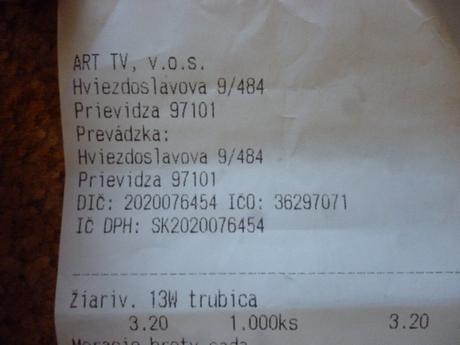 ART TV, v.o.s.
Hviezdoslavova 9/484
Prievidza 97101
Prevádzka:
Hviezdoslavova 9/484
Prievidza 97101
DIČ: 2020076454 IČO: 36297071
IČ DPH: SK2020076454
Žiariv. 13W trubica
3.20 1.000ks 3.20